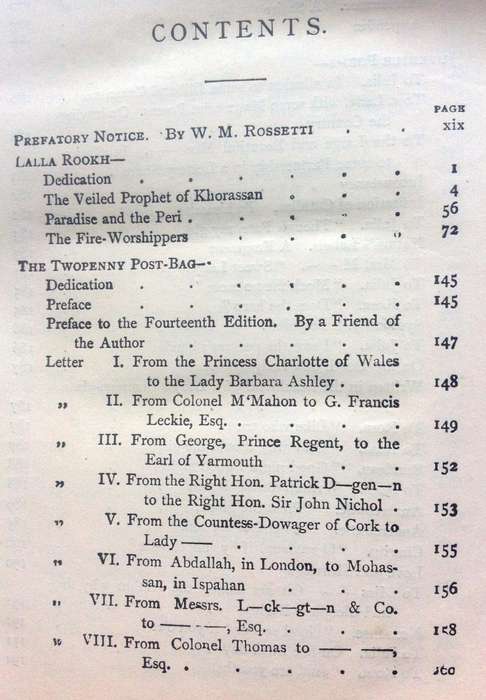 CONTENTS.
PAGE
PREFATORY NOTICE. BY W. M. ROSSETTI . . xix
LALLA ROOKH—
Dedication . . . . . . 1
The Veiled Prophet of Khorassan . . . 4
Paradise and the Peri . . . . . 56
The Fire-Worshippers . . . . 72
THE TWOPENNY POST-BAG—
Dedication . . . . . . 145
Preface . . . . . . 145
Preface to the Fourteenth Edition. By a Friend of
the Author . . . . . 147
Letter I. From the Princess Charlotte of Wales
to the Lady Barbara Ashley . . 148
„ II. From Colonel M'Mahon to G. Francis
Leckie, Esq. . . . . 149
„ III. From George, Prince Regent, to the
Earl of Yarmouth . . . 152
„ IV. From the Right Hon. Patrick D—gen—n
to the Right Hon. Sir John Nichol . 153
„ V. From the Countess-Dowager of Cork to
Lady —— . . . . 155
„ VI. From Abdallah, in London, to Mohas-
san, in Ispahan . . . 156
„ VII. From Messrs. L—ck—gt—n & Co.
to —— - —, Esq. . . . 158
„ VIII. From Colonel Thomas to —— ——,
Esq. . . . . .